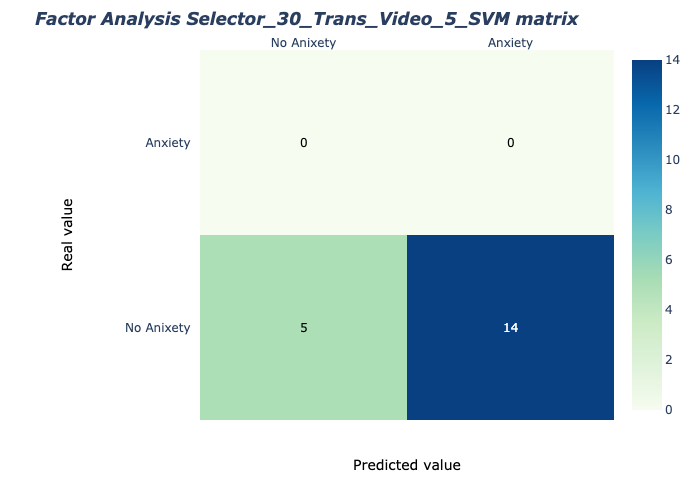 Factor Analysis Selector_30_Trans_Video_5_SVM matrix
No Anixety
Anxiety
14
12
10
8
6
4
2
0
Anxiety
0
0
Real value
No Anixety
5
14
Predicted value